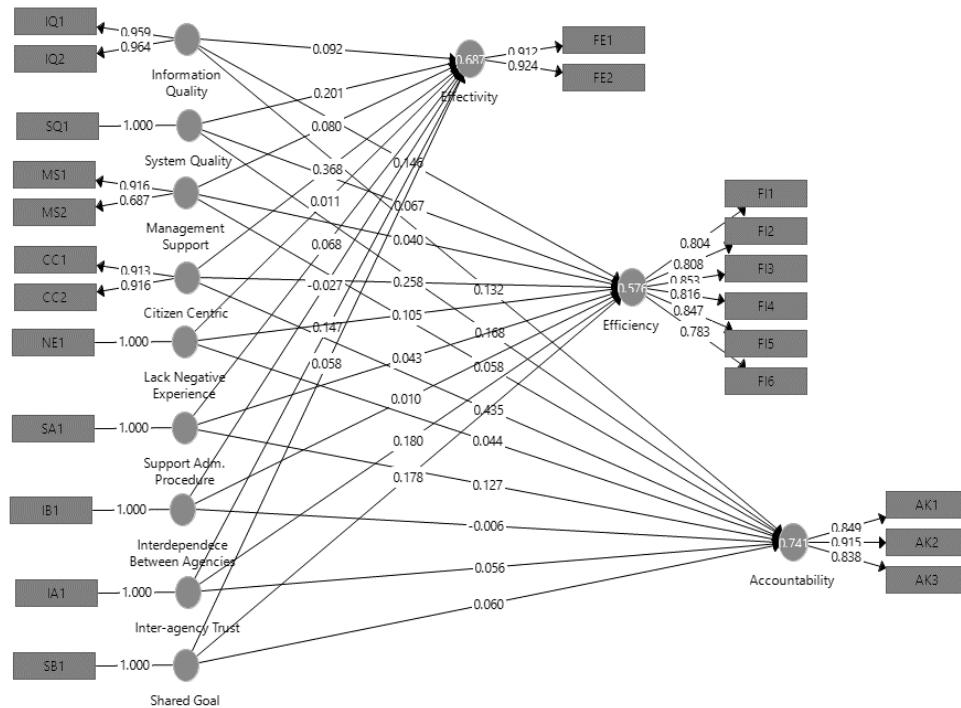 IQ1
0.959
IQ2
0.964
Information
Quality
SQ1
1.000
System Quality
MS1
0.916
MS2
0.687
Management
Support
CC1
0.913
CC2
0.916
Citizen Centric
NE1
1.000
Lack Negative
Experience
SA1
1.000
Support Adm.
Procedure
IB1
1.000
Interdependece
Between Agencies
IA1
1.000
Inter-agency Trust
SB1
1.000
Shared Goal
0.092
0.201
0.080
0.368
0.011
0.068
-0.027
0.147
0.058
0.146
0.067
0.040
0.258
0.105
0.043
0.010
0.180
0.178
0.132
0.168
0.058
0.435
0.044
0.127
-0.006
0.056
0.060
0.687
Effectivity
0.912
FE1
0.924
FE2
0.576
Efficiency
0.804
FI1
0.808
FI2
0.853
FI3
0.816
FI4
0.847
FI5
0.783
FI6
0.741
Accountability
0.849
AK1
0.915
AK2
0.838
AK3